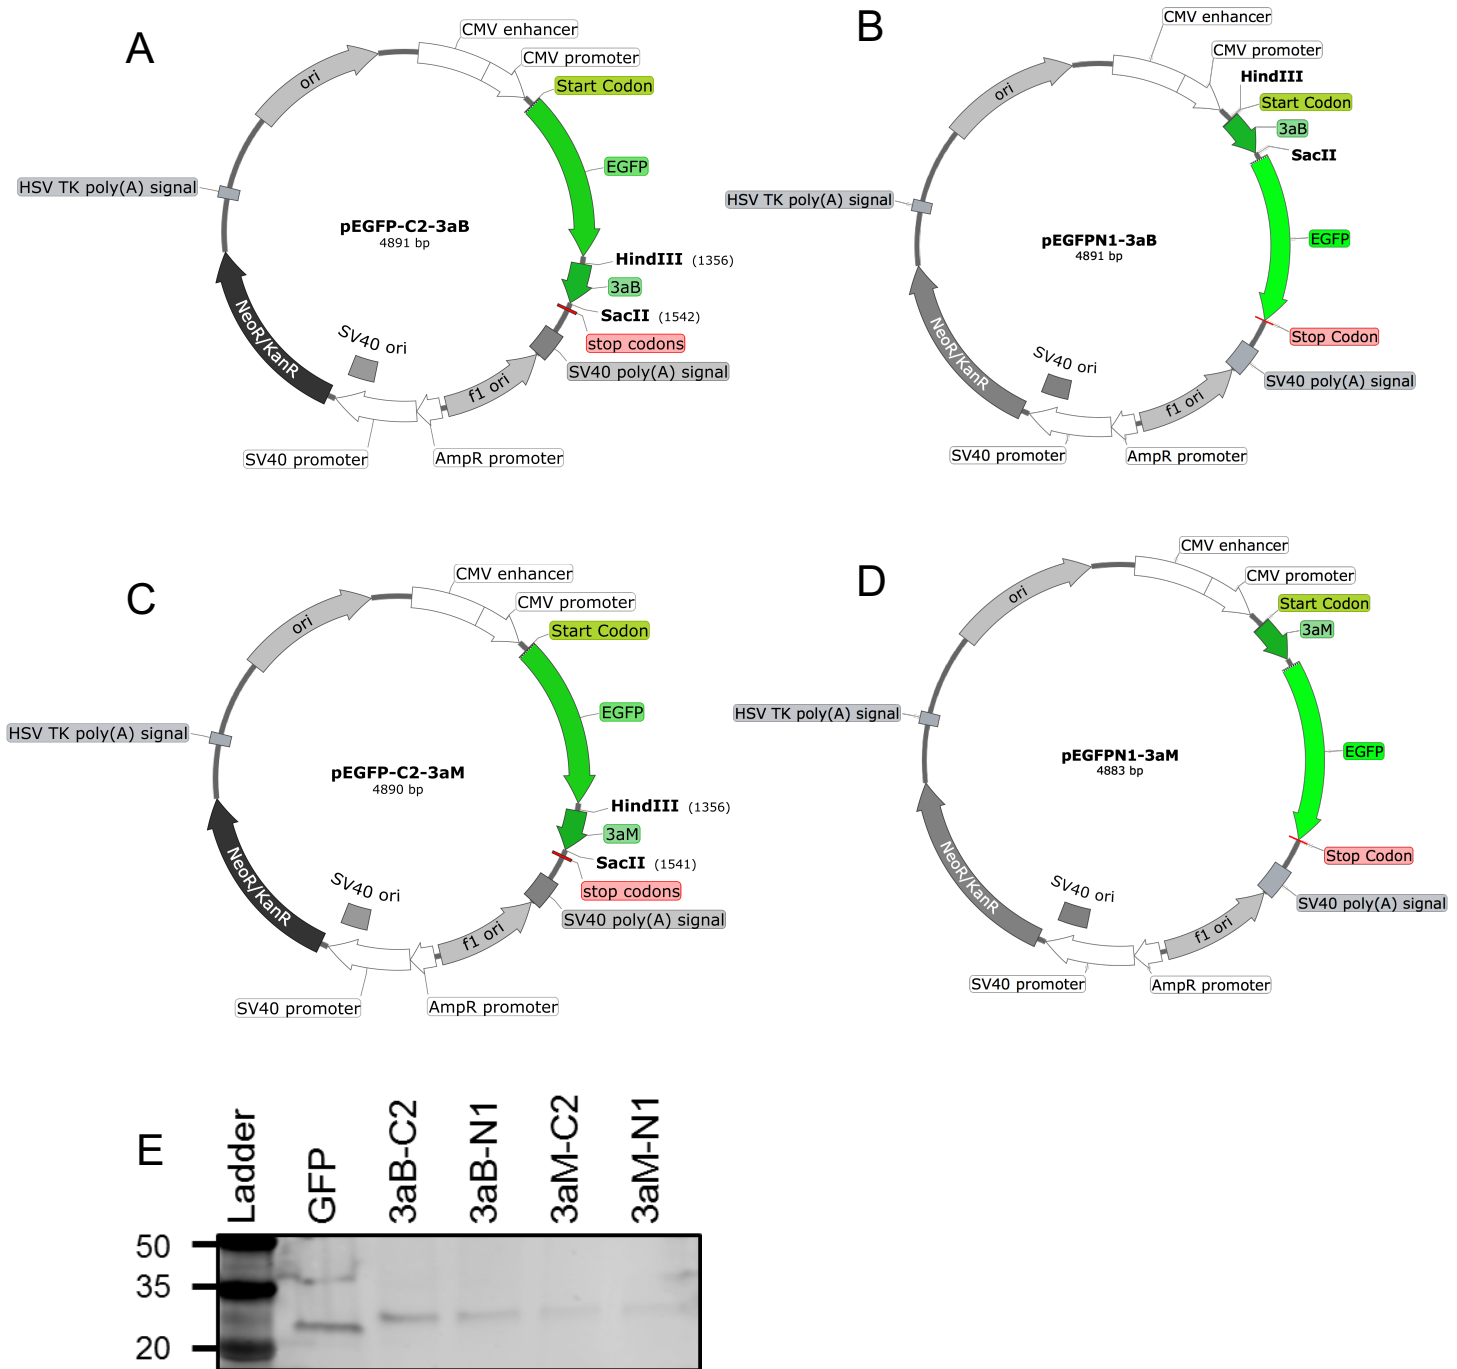 A
CMV enhancer
CMV promoter
Start Codon
ori
EGFP
HSV TK poly(A) signal
pEGFP-C2-3aB
4891 bp
HindIII (1356)
3aB
SacII (1542)
stop codons
SV40 poly(A) signal
NeoR/KanR
SV40 ori
f1 ori
SV40 promoter
AmpR promoter
B
CMV enhancer
CMV promoter
HindIII
Start Codon
3aB
SacII
ori
HSV TK poly(A) signal
pEGFPN1-3aB
4891 bp
EGFP
Stop Codon
SV40 poly(A) signal
NeoR/KanR
SV40 ori
f1 ori
SV40 promoter
AmpR promoter
C
CMV enhancer
CMV promoter
Start Codon
ori
EGFP
HSV TK poly(A) signal
pEGFP-C2-3aM
4890 bp
HindIII (1356)
3aM
SacII (1541)
stop codons
SV40 poly(A) signal
NeoR/KanR
SV40 ori
f1 ori
SV40 promoter
AmpR promoter
D
CMV enhancer
CMV promoter
Start Codon
3aM
ori
HSV TK poly(A) signal
pEGFPN1-3aM
4883 bp
EGFP
Stop Codon
SV40 poly(A) signal
NeoR/KanR
SV40 ori
f1 ori
SV40 promoter
AmpR promoter
E
Ladder
GFP
3aB-C2
3aB-N1
3aM-C2
3aM-N1
50
35
20